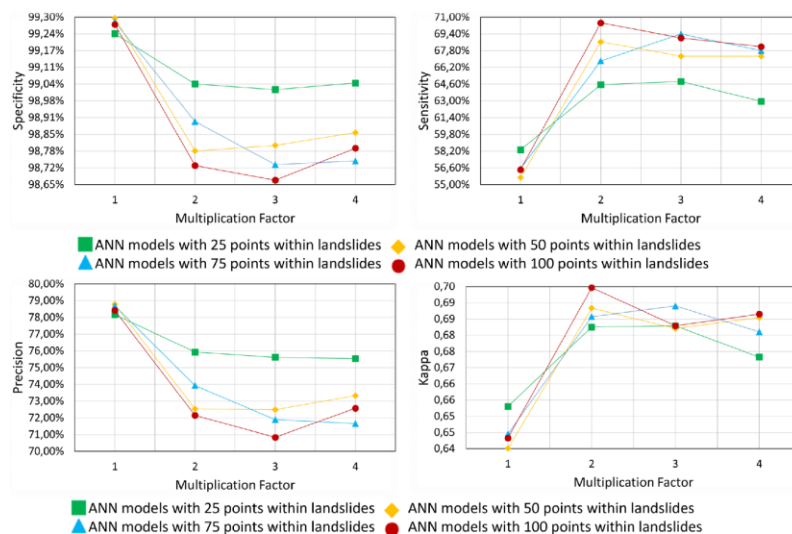 99,30%
99,24%
99,17%
99,11%
99,04%
98,98%
98,91%
98,85%
98,78%
98,72%
98,65%
Specificity
1 2 3 4
Multiplication Factor
71,00%
69,40%
67,80%
66,20%
64,60%
63,00%
61,40%
59,80%
58,20%
56,60%
55,00%
Sensitivity
1 2 3 4
Multiplication Factor
ANN models with 25 points within landslides
ANN models with 50 points within landslides
ANN models with 75 points within landslides
ANN models with 100 points within landslides
80,00%
79,00%
78,00%
77,00%
76,00%
75,00%
74,00%
73,00%
72,00%
71,00%
70,00%
Precision
1 2 3 4
Multiplication Factor
0,70
0,69
0,68
0,68
0,66
0,66
0,65
0,64
Kappa
1 2 3 4
Multiplication Factor
ANN models with 25 points within landslides
ANN models with 50 points within landslides
ANN models with 75 points within landslides
ANN models with 100 points within landslides